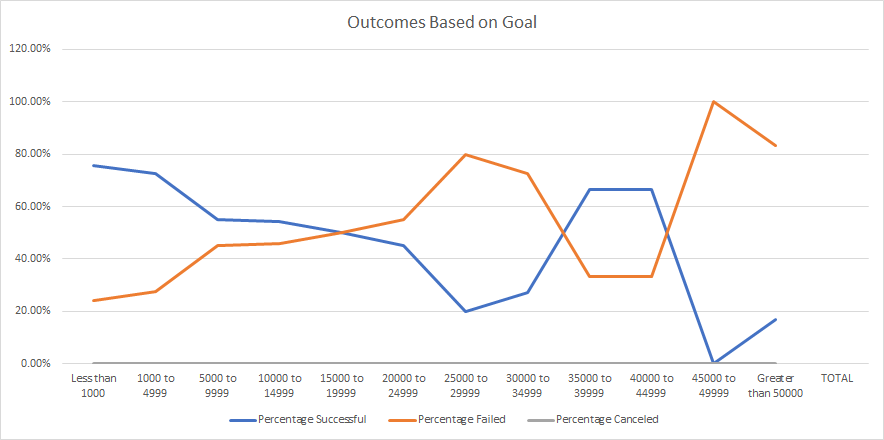 Outcomes Based on Goal
120.00%
100.00%
80.00%
60.00%
40.00%
20.00%
0.00%
Less than 1000
1000 to 4999
5000 to 9999
10000 to 14999
15000 to 19999
20000 to 24999
25000 to 29999
30000 to 34999
35000 to 39999
40000 to 44999
45000 to 49999
Greater than 50000
TOTAL
Percentage Successful
Percentage Failed
Percentage Canceled